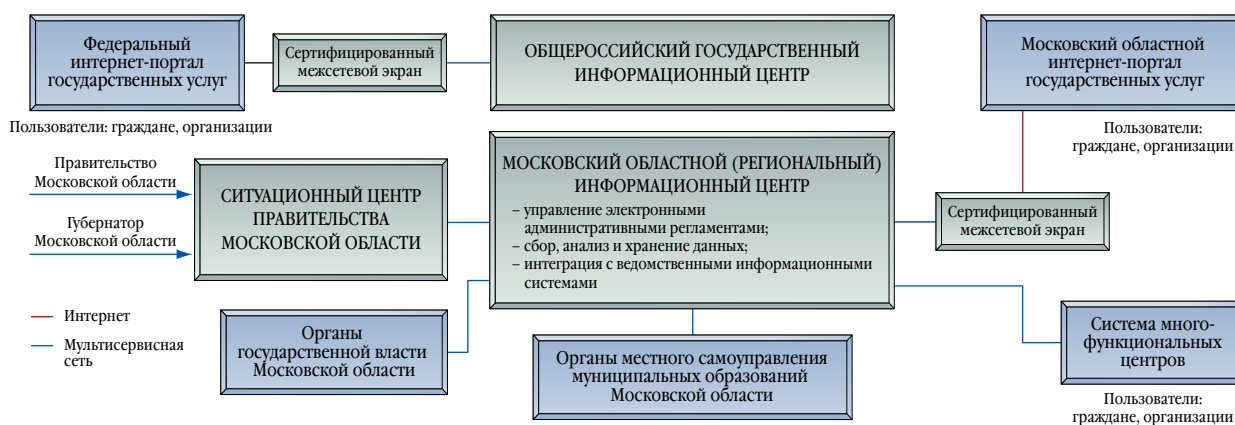 Федеральный
интернет-портал
государственных услуг
Сертифицированный
межсетевой экран
ОБЩЕРОССИЙСКИЙ ГОСУДАРСТВЕННЫЙ
ИНФОРМАЦИОННЫЙ ЦЕНТР
Московский областной
интернет-портал
государственных услуг
Пользователи: граждане, организации
Пользователи:
граждане, организации
Правительство
Московской области
Губернатор
Московской области
СИТУАЦИОННЫЙ ЦЕНТР
ПРАВИТЕЛЬСТВА
МОСКОВСКОЙ ОБЛАСТИ
МОСКОВСКИЙ ОБЛАСТНОЙ (РЕГИОНАЛЬНЫЙ)
ИНФОРМАЦИОННЫЙ ЦЕНТР
– управление электронными
административными регламентами;
– сбор, анализ и хранение данных;
– интеграция с ведомственными информационными
системами
Сертифицированный
межсетевой экран
Интернет
Мультисервисная
сеть
Органы
государственной власти
Московской области
Органы местного самоуправления
муниципальных образований
Московской области
Система много-
функциональных
центров
Пользователи:
граждане, организации